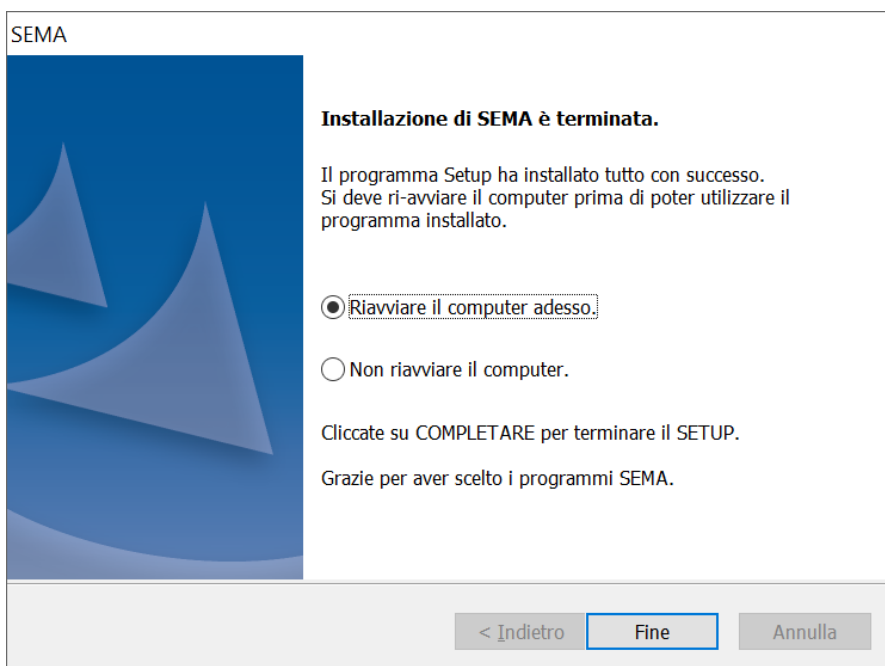 SEMA
Installazione di SEMA è terminata.
Il programma Setup ha installato tutto con successo.
Si deve ri-avviare il computer prima di poter utilizzare il
programma installato.
Riavviare il computer adesso.
Non riavviare il computer.
Cliccate su COMPLETARE per terminare il SETUP.
Grazie per aver scelto i programmi SEMA.
< Indietro Fine Annulla